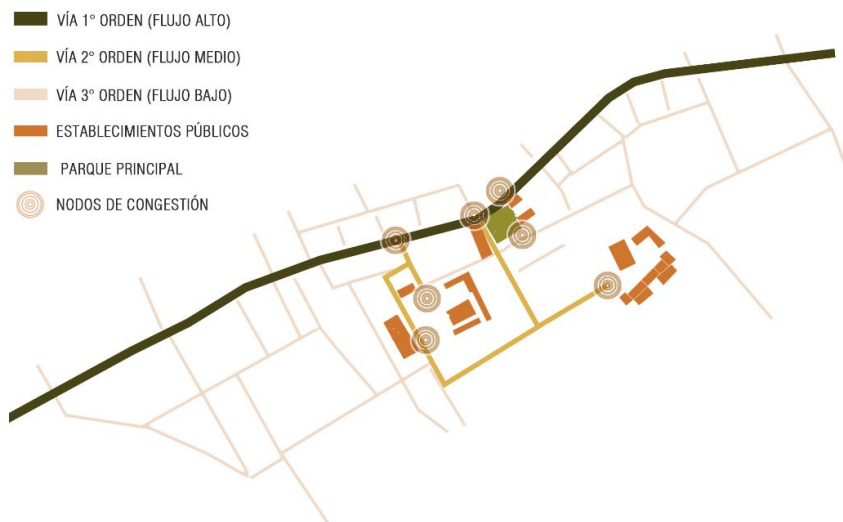 VÍA 1° ORDEN (FLUJO ALTO)
VÍA 2° ORDEN (FLUJO MEDIO)
VÍA 3° ORDEN (FLUJO BAJO)
ESTABLECIMIENTOS PÚBLICOS
PARQUE PRINCIPAL
NODOS DE CONGESTIÓN